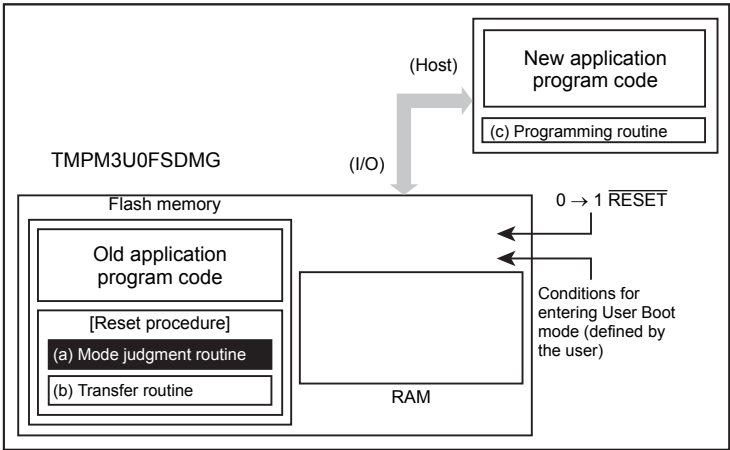 New application
program code
(Host)
(c) Programming routine
TMPM3U0FSDMG
(I/O)
Flash memory
0 → 1 RESET
Old application
program code
Conditions for
entering User Boot
mode (defined by
the user)
[Reset procedure]
(a) Mode judgment routine
(b) Transfer routine
RAM